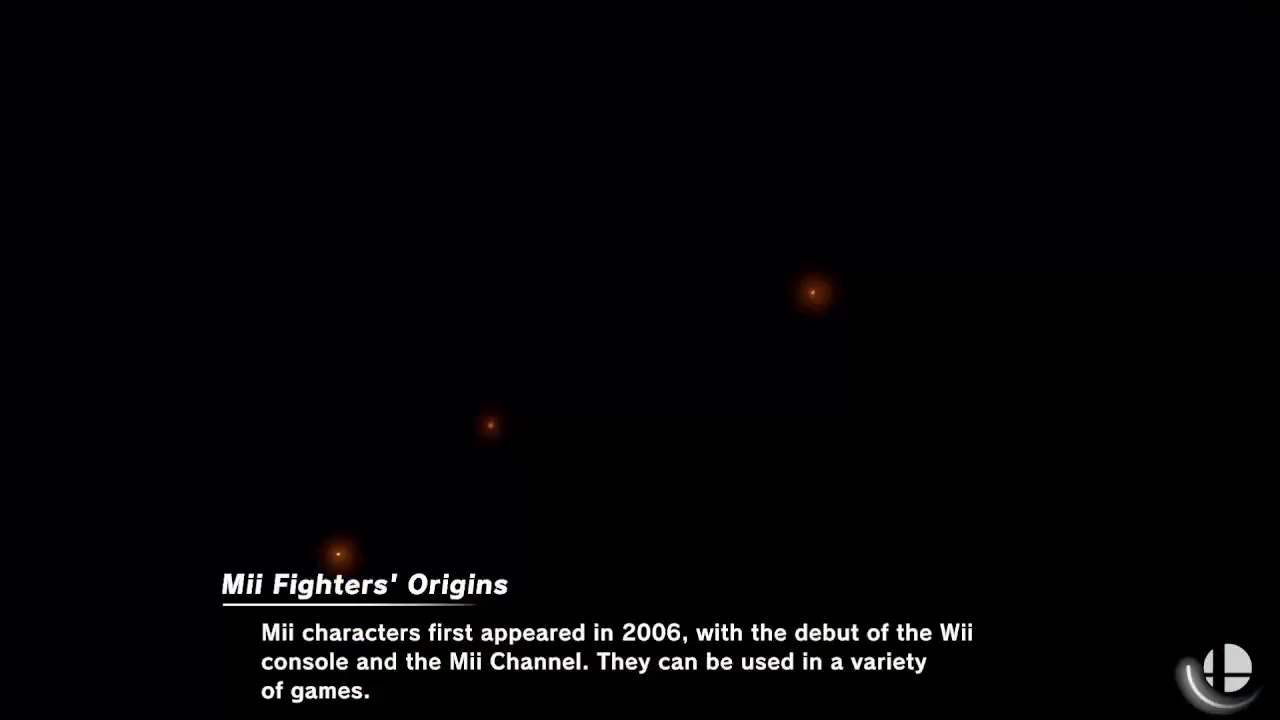 Mii Fighters' Origins
Mii characters first appeared in 2006, with the debut of the Wii
console and the Mii Channel. They can be used in a variety
of games.